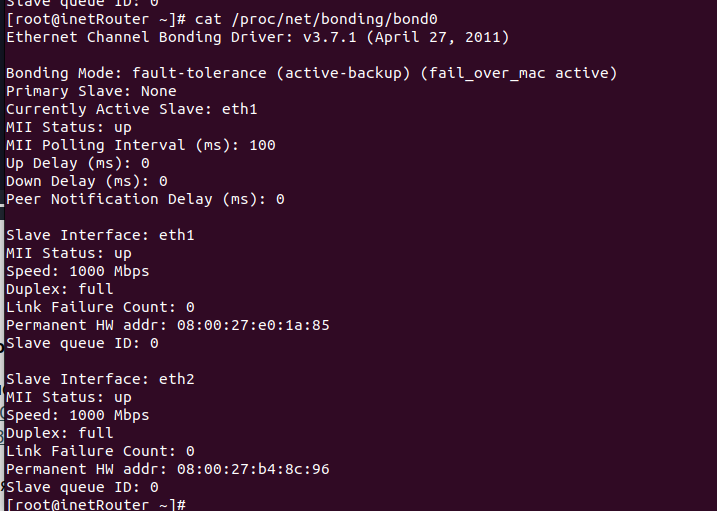 Slave queue ID: 0
[root@inetRouter ~]# cat /proc/net/bonding/bond0
Ethernet Channel Bonding Driver: v3.7.1 (April 27, 2011)

Bonding Mode: fault-tolerance (active-backup) (fail_over_mac active)
Primary Slave: None
Currently Active Slave: eth1
MII Status: up
MII Polling Interval (ms): 100
Up Delay (ms): 0
Down Delay (ms): 0
Peer Notification Delay (ms): 0

Slave Interface: eth1
MII Status: up
Speed: 1000 Mbps
Duplex: full
Link Failure Count: 0
Permanent HW addr: 08:00:27:e0:1a:85
Slave queue ID: 0

Slave Interface: eth2
MII Status: up
Speed: 1000 Mbps
Duplex: full
Link Failure Count: 0
Permanent HW addr: 08:00:27:b4:8c:96
Slave queue ID: 0
[root@inetRouter ~]#